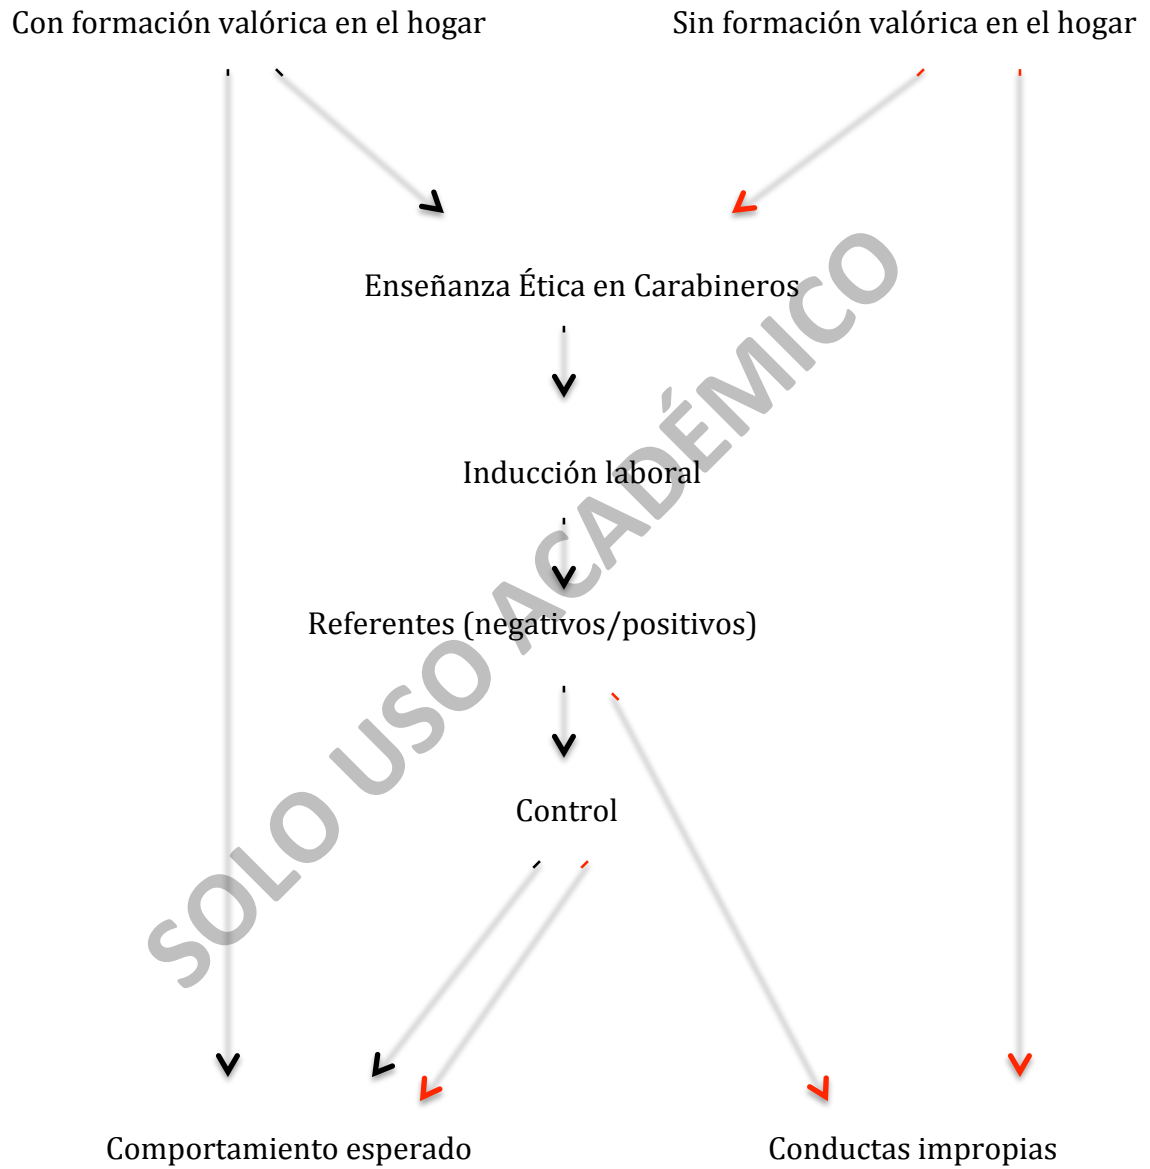 Con formación valórica en el hogar
Sin formación valórica en el hogar
Enseñanza Ética en Carabineros
Inducción laboral
Referentes (negativos/positivos)
Control
Comportamiento esperado
Conductas impropias
SOLO USO ACADÉMICO